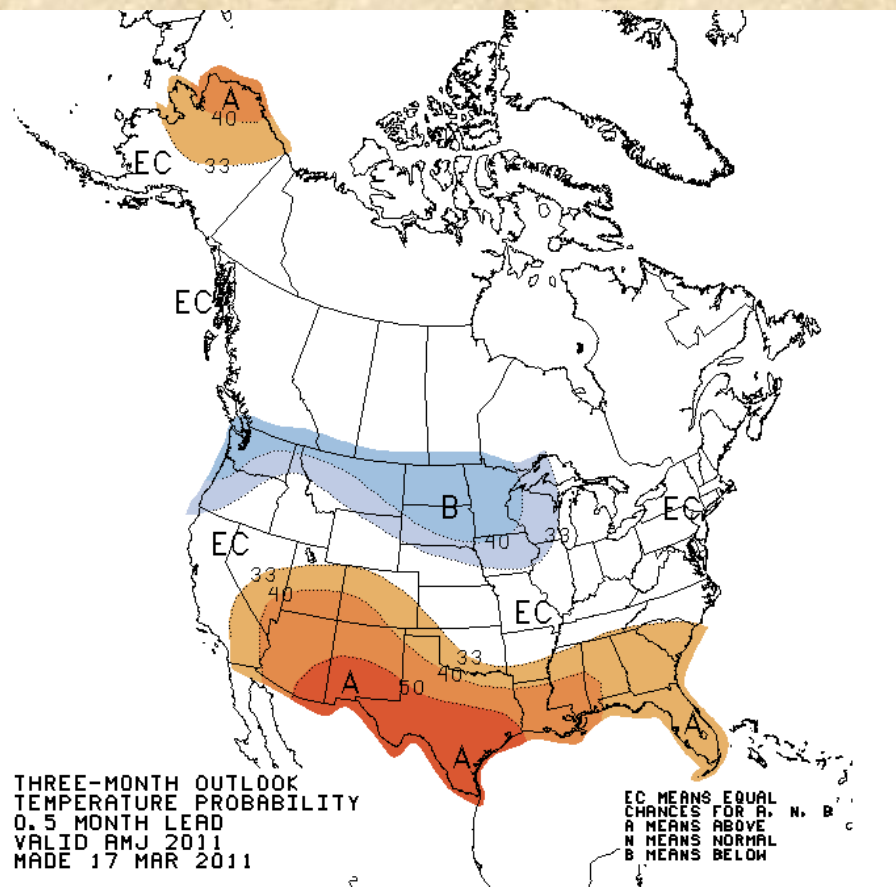 A
40
EC
33
EC
B
40
33
EC
EC
33
40
EC
33
40
A
50
A
A
THREE-MONTH OUTLOOK
TEMPERATURE PROBABILITY
0.5 MONTH LEAD
VALID AMJ 2011
MADE 17 MAR 2011
EC MEANS EQUAL
CHANCES FOR A, N, B
A MEANS ABOVE
N MEANS NORMAL
B MEANS BELOW